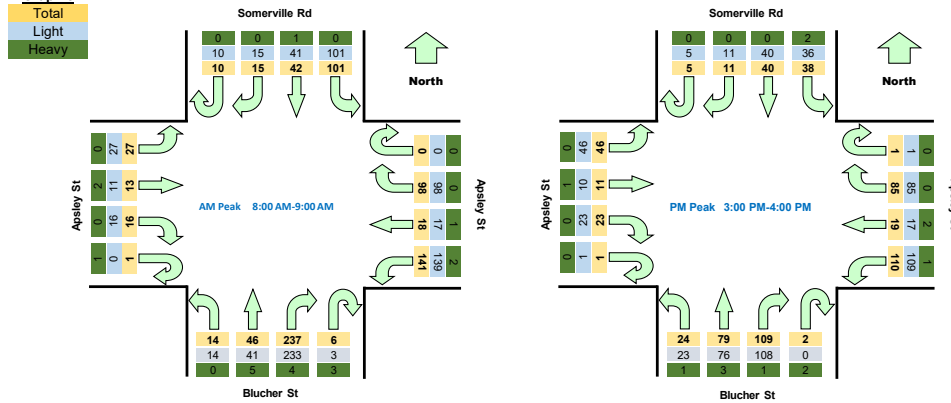 Total
Light
Heavy
Somerville Rd
0 0 1 0
10 15 41 101
10 15 42 101
North
Apsley St
0 27 27
2 11 13
0 16 16
1 0 1
AM Peak 8:00 AM-9:00 AM
0 0 0
98 98 0
18 17 1
141 139 2
Apsley St
14 46 237 6
14 41 233 3
0 5 4 3
Blucher St
Somerville Rd
0 0 0 2
5 11 40 36
5 11 40 38
North
Apsley St
0 46 46
1 10 11
0 23 23
0 1 1
PM Peak 3:00 PM-4:00 PM
1 1 0
85 85 0
19 17 2
110 109 1
24 79 109 2
23 76 108 0
1 3 1 2
Blucher St